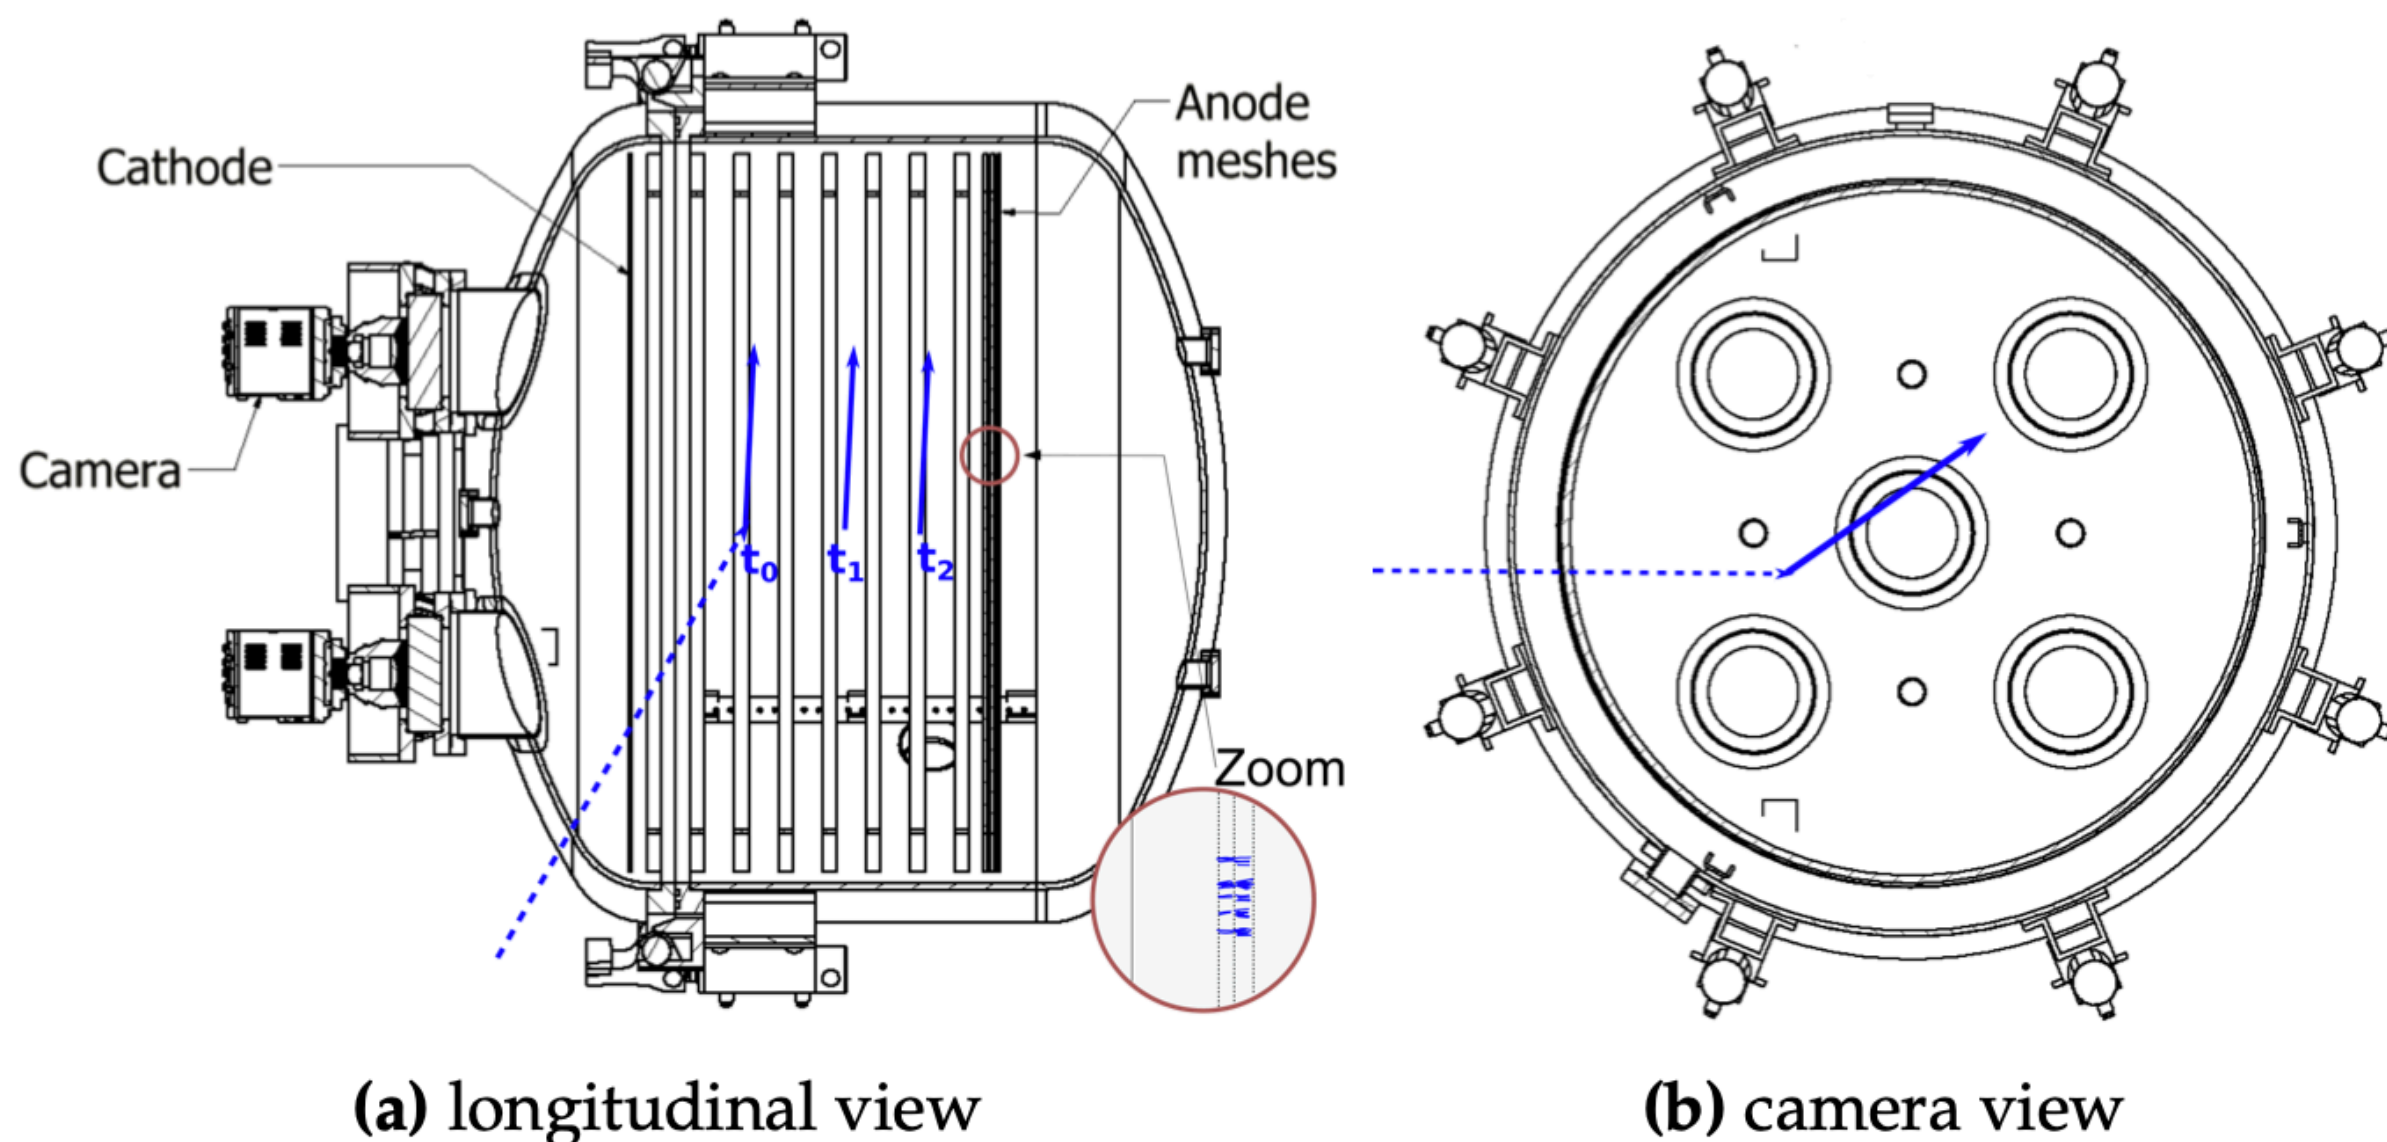 Anode
meshes
Cathode
Camera
t₀ t₁ t₂
Zoom
(a) longitudinal view
(b) camera view